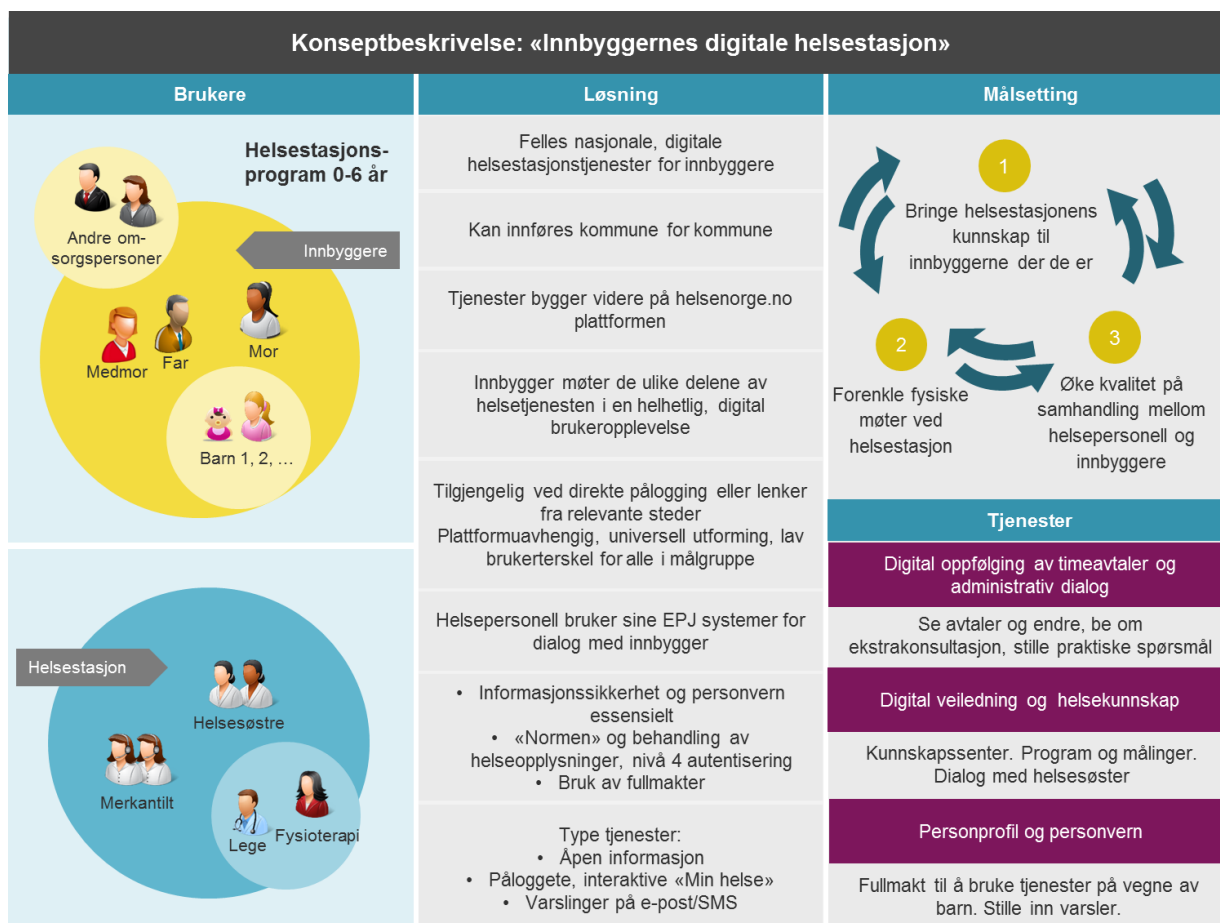 Konseptbeskrivelse: «Innbyggernes digitale helsestasjon»
Brukere
Helsestasjons-
program 0-6 år
Andre om-
sorgspersoner
Innbyggere
Mor
Far
Medmor
Barn 1, 2, …
Helsestasjon
Helsesøstre
Merkantilt
Fysioterapi
Lege
Løsning
Felles nasjonale, digitale
helsestasjonstjenester for innbyggere
Kan innføres kommune for kommune
Tjenester bygger videre på helsenorge.no
plattformen
Innbygger møter de ulike delene av
helsetjenesten i en helhetlig, digital
brukeropplevelse
Tilgjengelig ved direkte pålogging eller lenker
fra relevante steder
Plattformuavhengig, universell utforming, lav
brukerterskel for alle i målgruppe
Helsepersonell bruker sine EPJ systemer for
dialog med innbygger
• Informasjonssikkerhet og personvern
essensielt
• «Normen» og behandling av
helseopplysninger, nivå 4 autentisering
• Bruk av fullmakter
Type tjenester:
• Åpen informasjon
• Påloggete, interaktive «Min helse»
• Varslinger på e-post/SMS
Målsetting
1
Bringe helsestasjonens
kunnskap til
innbyggerne der de er
2
Forenkle fysiske
møter ved
helsestasjon
3
Øke kvalitet på
samhandling mellom
helsepersonell og
innbyggere
Tjenester
Digital oppfølging av timeavtaler og
administrativ dialog
Se avtaler og endre, be om
ekstrakonsultasjon, stille praktiske spørsmål
Digital veiledning og helsekunnskap
Kunnskapssenter. Program og målinger.
Dialog med helsesøster
Personprofil og personvern
Fullmakt til å bruke tjenester på vegne av
barn. Stille inn varsler.